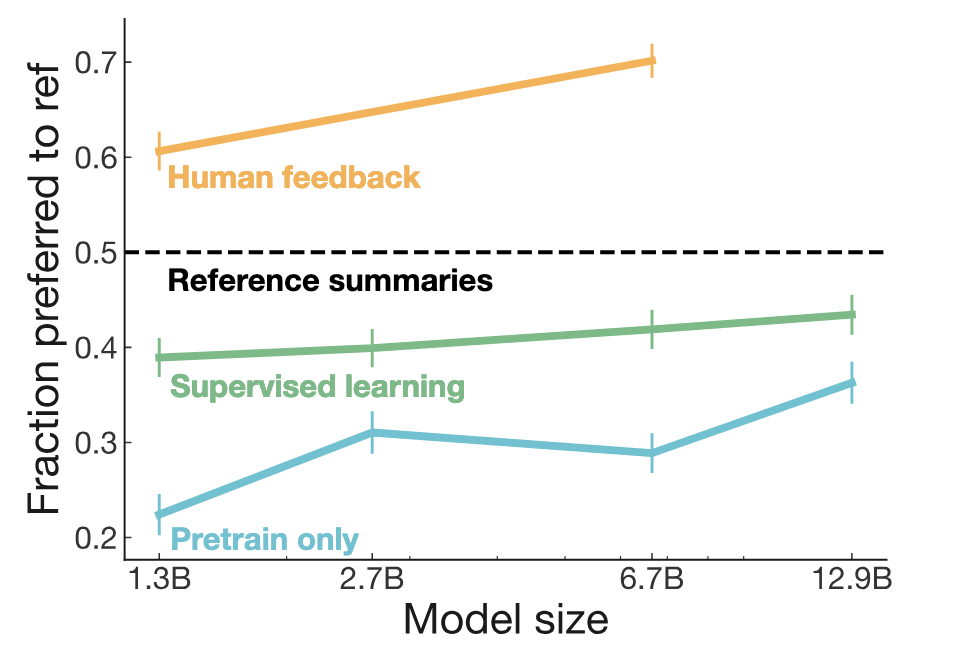 Fraction preferred to ref
0.7
0.6
Human feedback
0.5
Reference summaries
0.4
Supervised learning
0.3
Pretrain only
0.2
1.3B 2.7B 6.7B 12.9B
Model size